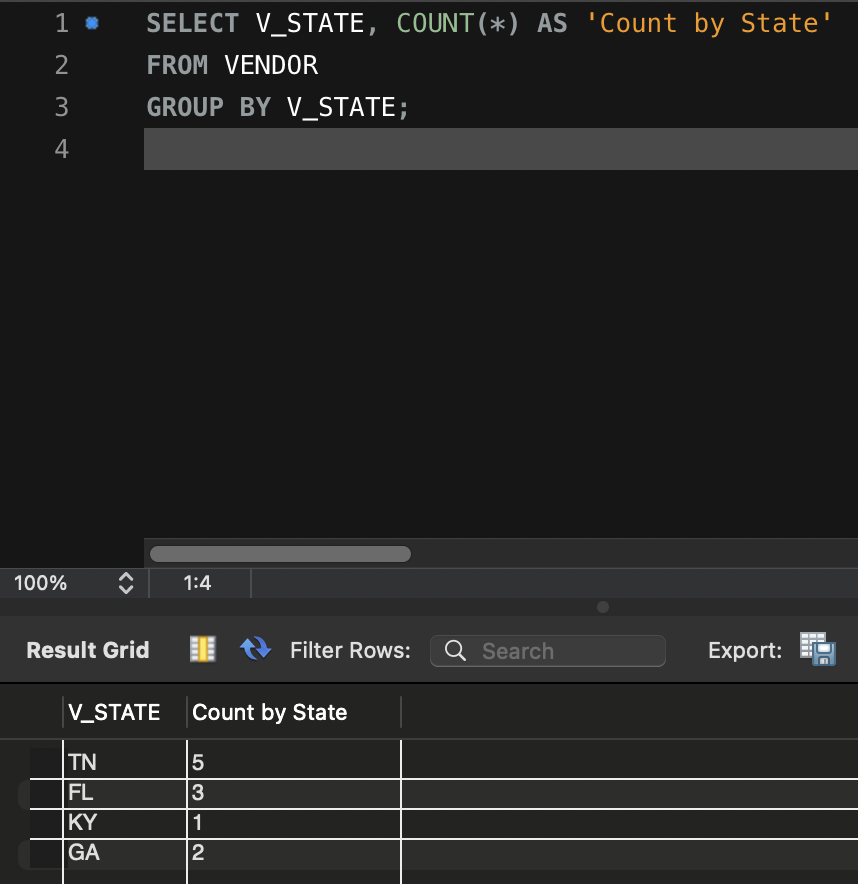 1 SELECT V_STATE, COUNT(*) AS 'Count by State'
2 FROM VENDOR
3 GROUP BY V_STATE;
4
100% 1:4
Result Grid Filter Rows: Search Export:
V_STATE Count by State
TN 5
FL 3
KY 1
GA 2